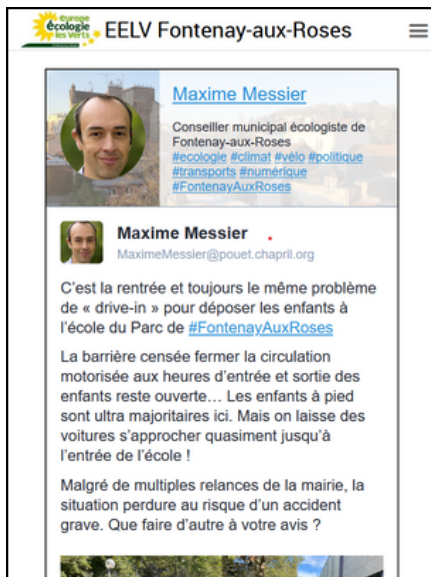 europe
écologie
les verts
EELV Fontenay-aux-Roses
Maxime Messier
Conseiller municipal écologiste de
Fontenay-aux-Roses
#ecologie #climat #vélo #politique
#transports #numérique
#FontenayAuxRoses
Maxime Messier
MaximeMessier@pouet.chapril.org
C’est la rentrée et toujours le même problème
de « drive-in » pour déposer les enfants à
l’école du Parc de #FontenayAuxRoses
La barrière censée fermer la circulation
motorisée aux heures d’entrée et sortie des
enfants reste ouverte… Les enfants à pied
sont ultra majoritaires ici. Mais on laisse des
voitures s’approcher quasiment jusqu’à
l’entrée de l’école !
Malgré de multiples relances de la mairie, la
situation perdure au risque d’un accident
grave. Que faire d’autre à votre avis ?